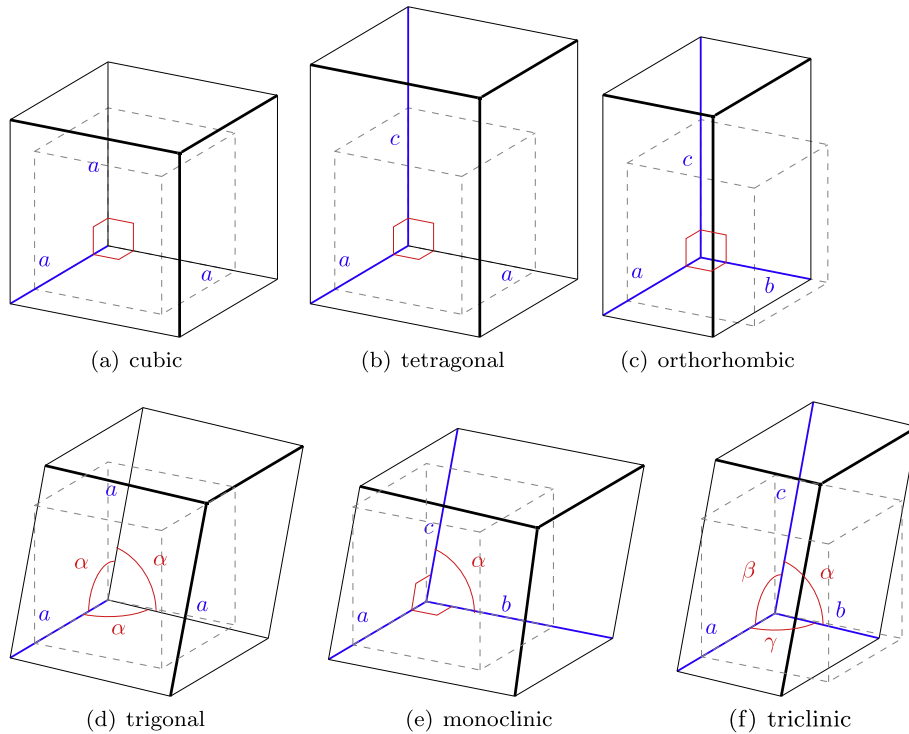 a
a
a
(a) cubic
c
a
a
(b) tetragonal
c
a
b
(c) orthorhombic
a
α
α
a
a
α
(d) trigonal
c
α
a
b
(e) monoclinic
c
β
α
a
b
γ
(f) triclinic